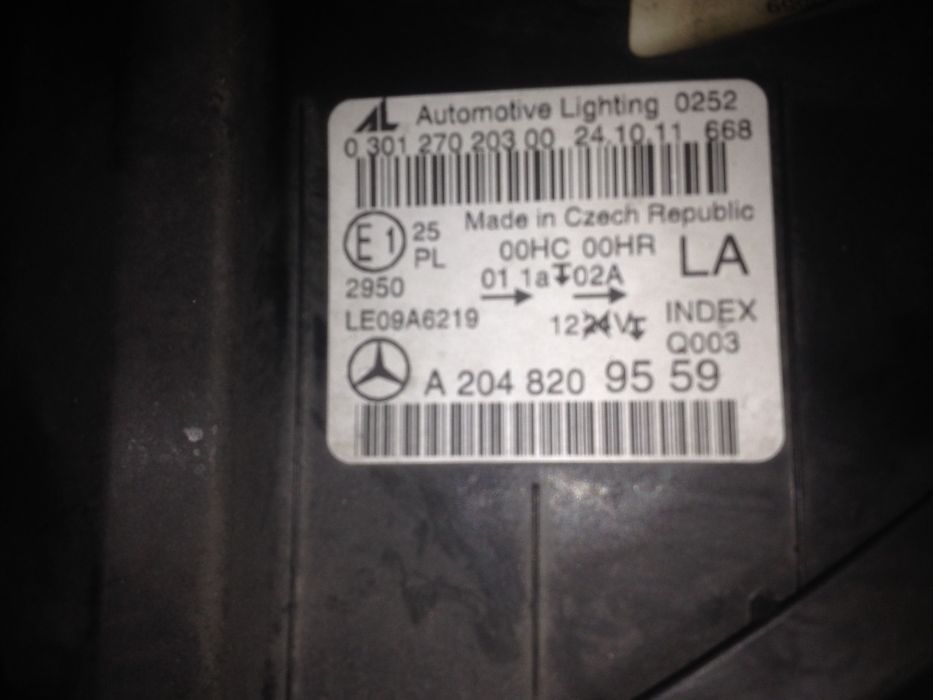 AL Automotive Lighting 0252
0 301 270 203 00 24.10.11 668
Made in Czech Republic
E1 25 PL
00HC 00HR LA
01 1a 02A
2950
LE09A6219
12 24V
INDEX
Q003
A 204 820 95 59